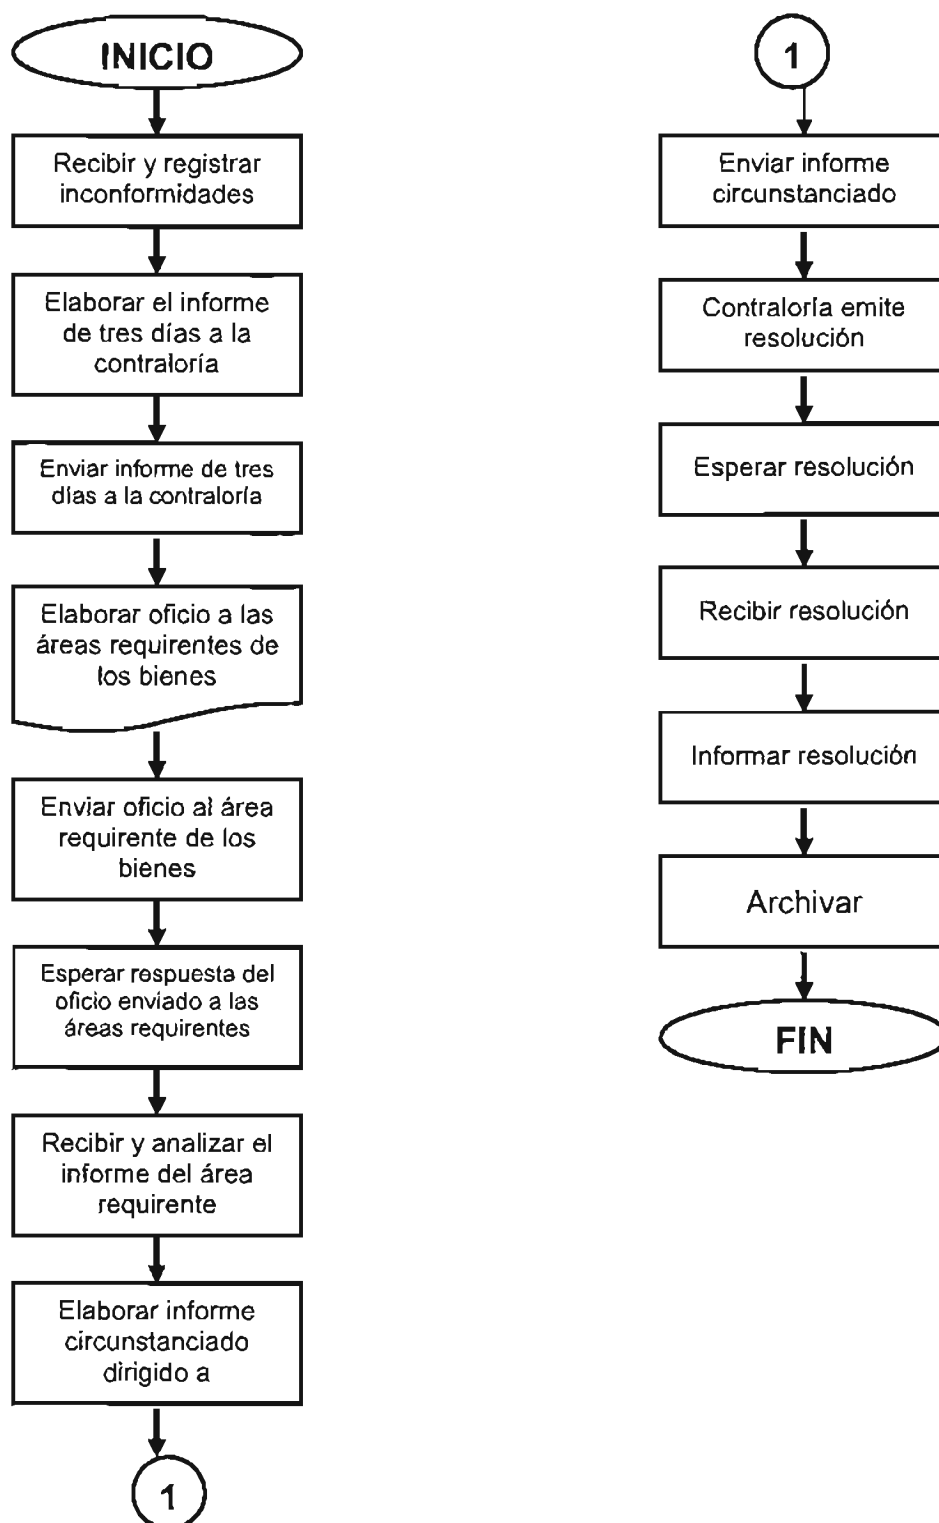 INICIO
Recibir y registrar
inconformidades
Elaborar el informe
de tres días a la
contraloría
Enviar informe de tres
días a la contraloría
Elaborar oficio a las
áreas requirentes de
los bienes
Enviar oficio al área
requirente de los
bienes
Esperar respuesta del
oficio enviado a las
áreas requirentes
Recibir y analizar el
informe del área
requirente
Elaborar informe
circunstanciado
dirigido a
1
1
Enviar informe
circunstanciado
Contraloría emite
resolución
Esperar resolución
Recibir resolución
Informar resolución
Archivar
FIN